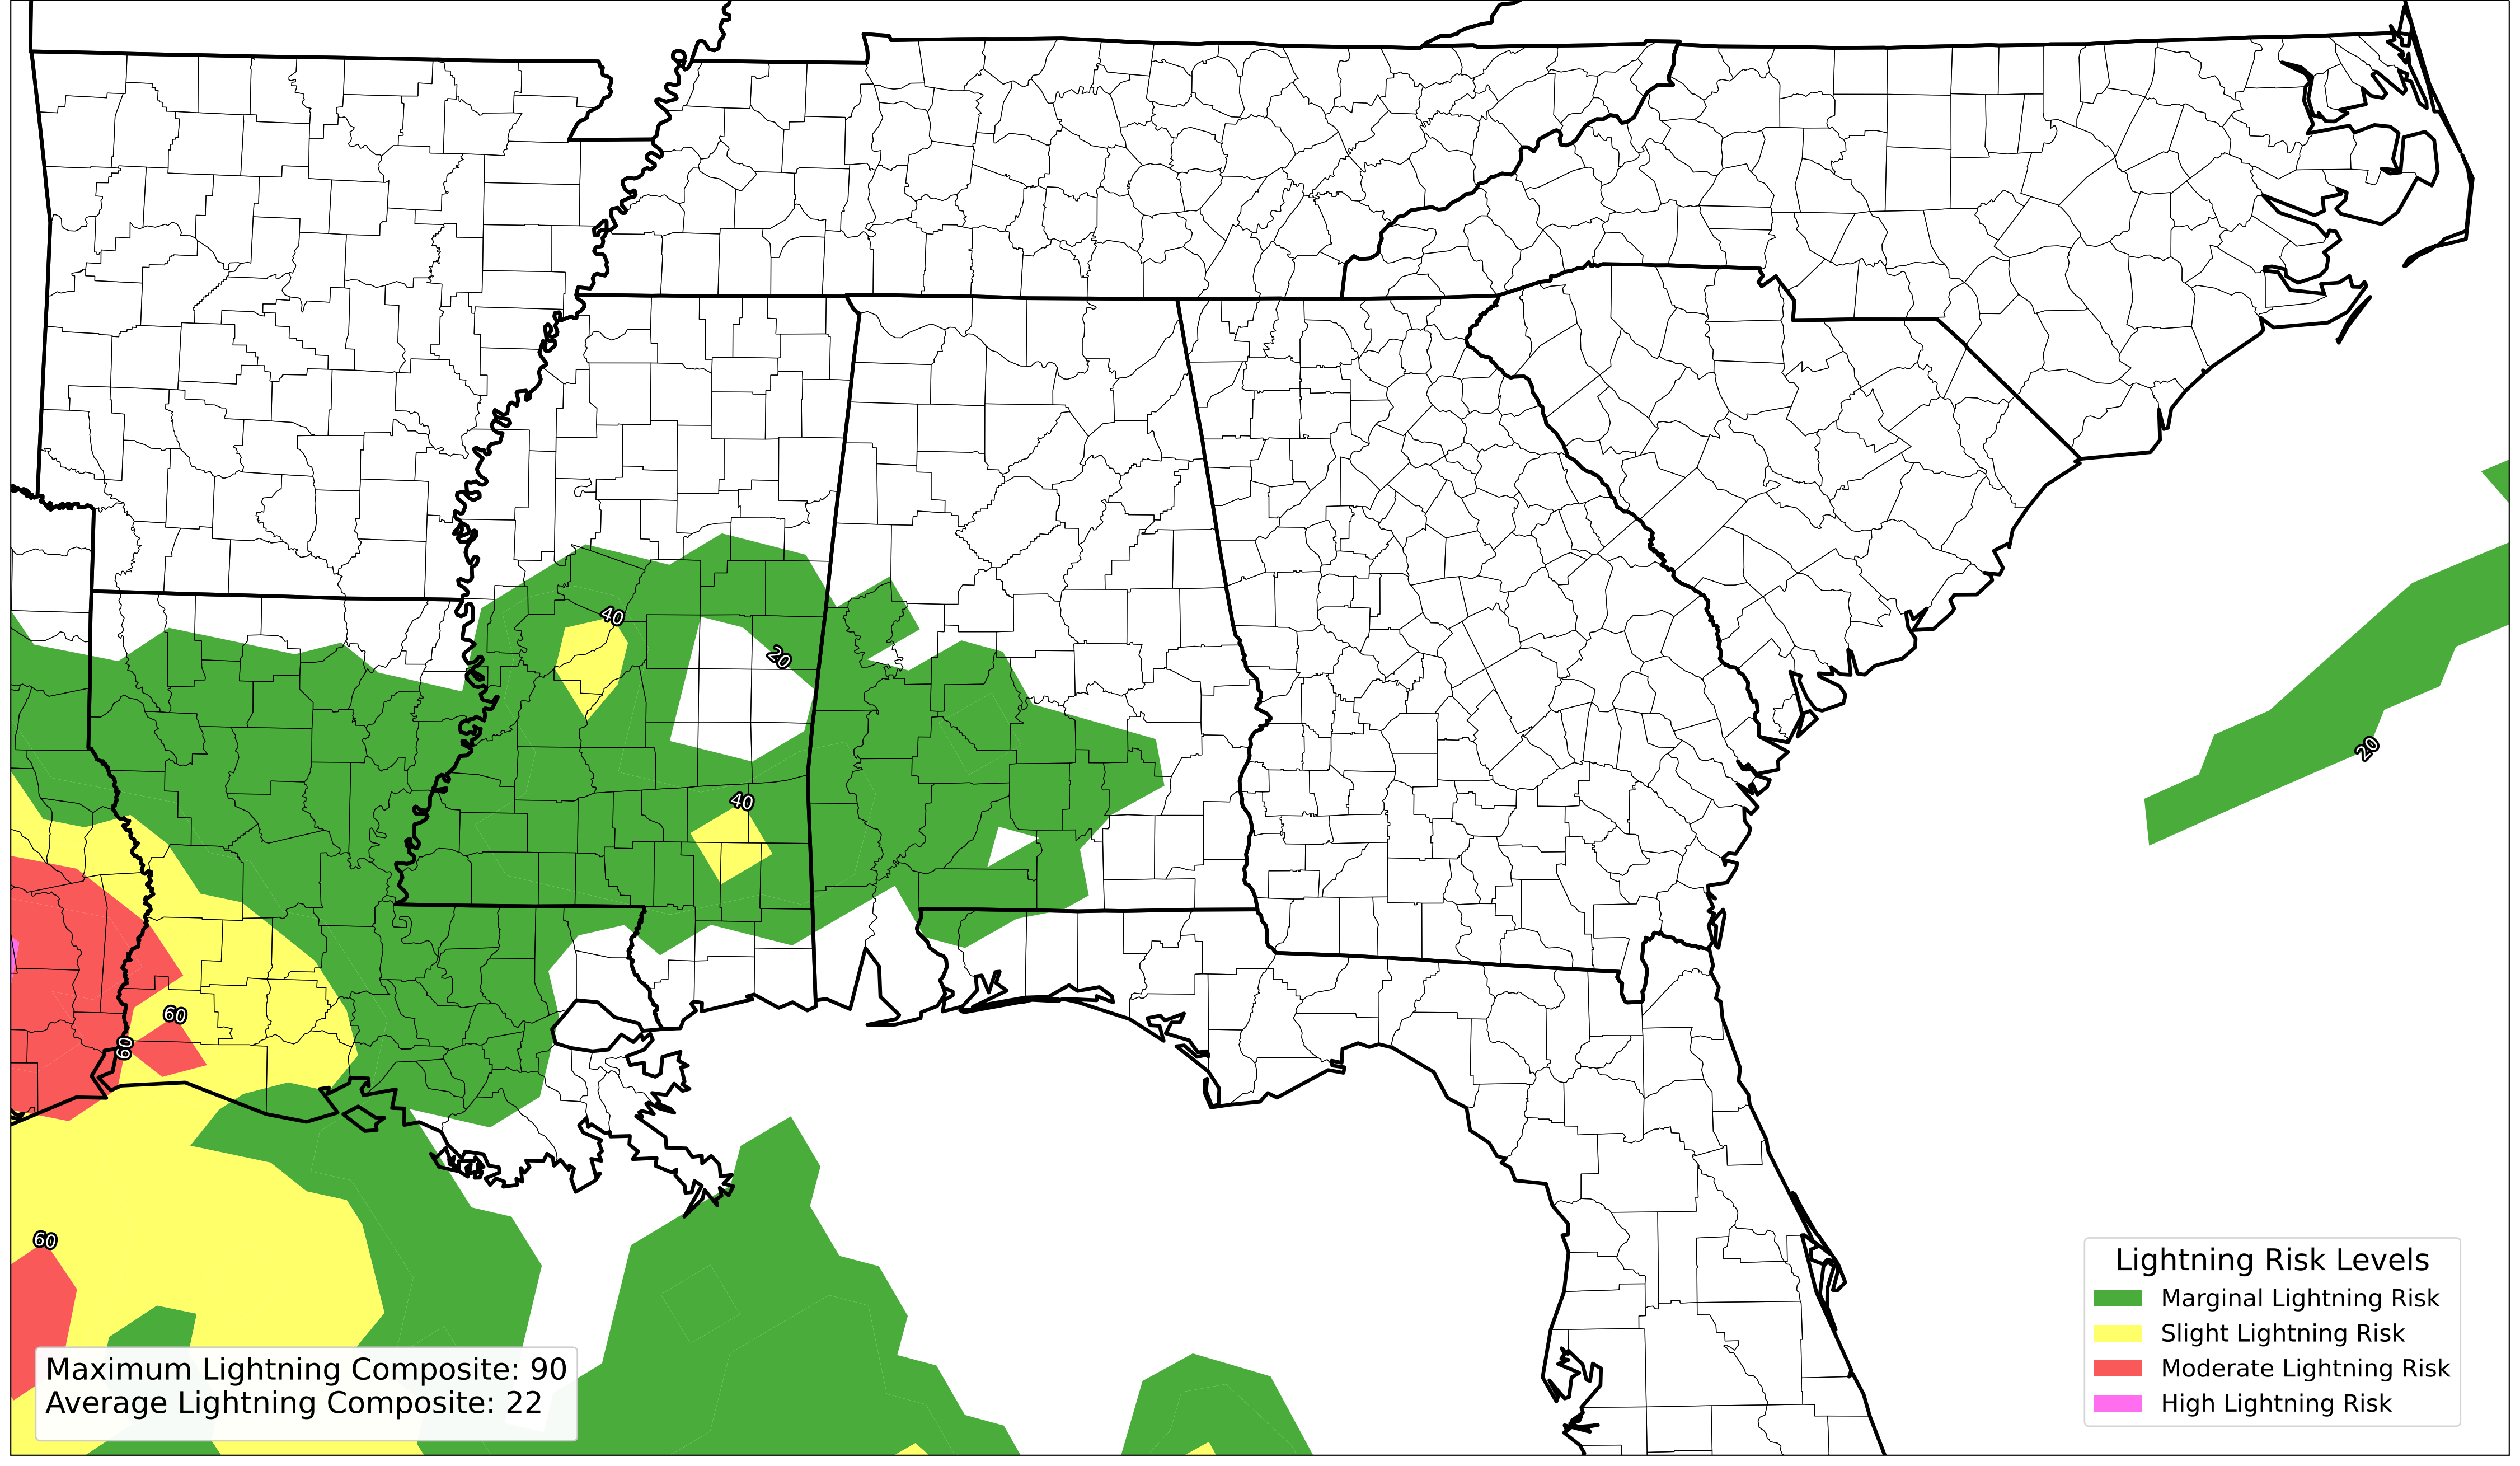 40
20
40
20
60
60
60
Lightning Risk Levels
Marginal Lightning Risk
Slight Lightning Risk
Moderate Lightning Risk
High Lightning Risk
Maximum Lightning Composite: 90
Average Lightning Composite: 22